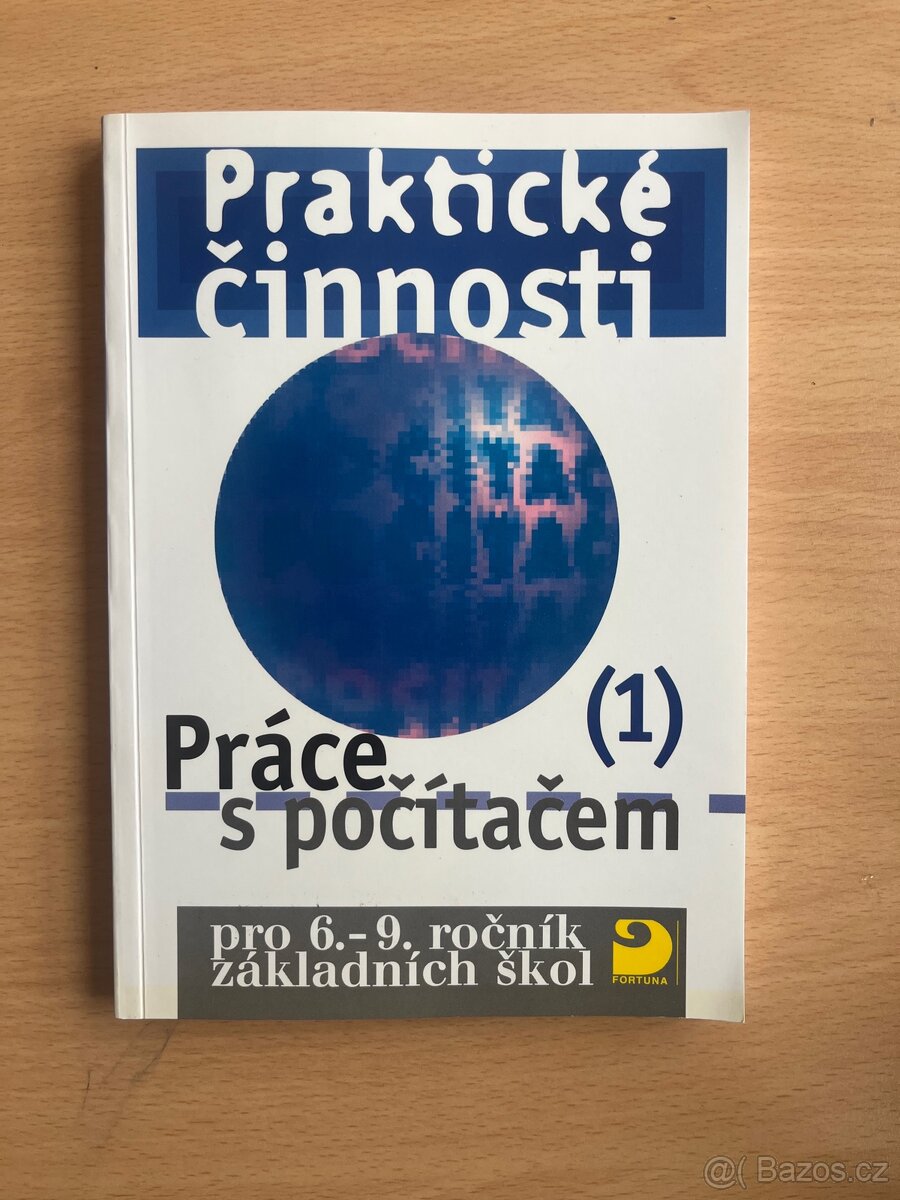 Praktické
činnosti
(1)
Práce
s počítačem
pro 6.-9. ročník
základních škol
FORTUNA
@( Bazos.cz